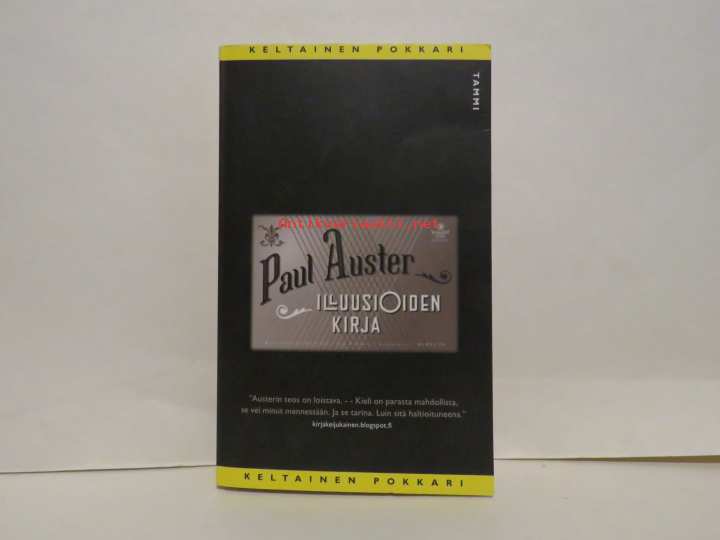 KELTAINEN POKKARI
TAMMI
Antikvariaatti.net
Paul Auster
ILLUUSIOIDEN
KIRJA
"Austerin seos on loistava. - - Kieli on parasta mahdollista,
se vei minut mennessään. Ja se tarina. Luin sitä haltioituneena."
kirjakeijukainen.blogspot.fi
KELTAINEN POKKARI